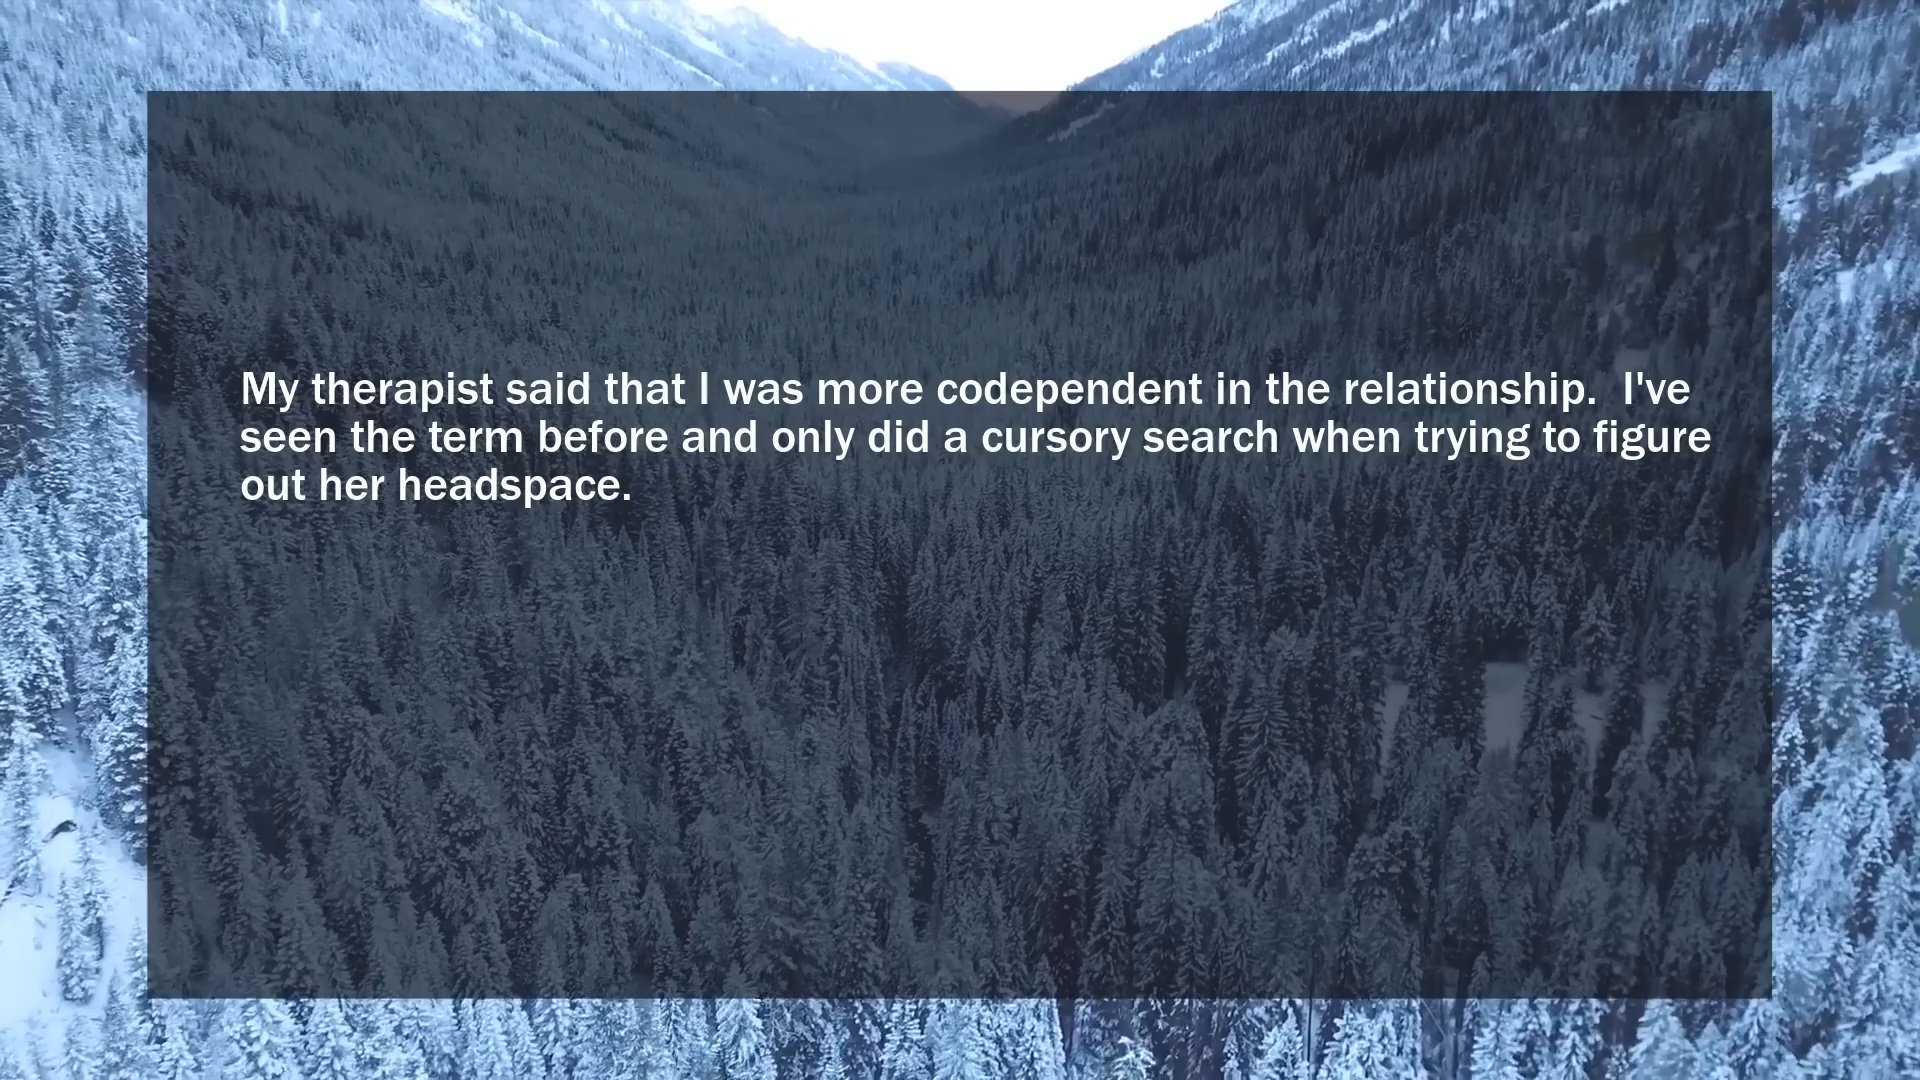 My therapist said that I was more codependent in the relationship.  I've
seen the term before and only did a cursory search when trying to figure
out her headspace.